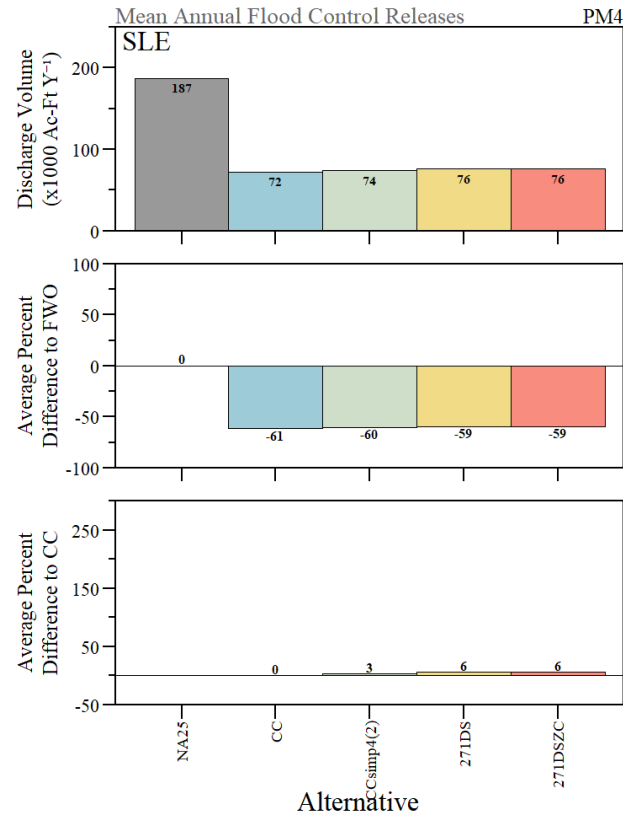 Mean Annual Flood Control Releases PM4
SLE
Discharge Volume
(x1000 Ac-Ft Y⁻¹)
200
100
0
187
72
74
76
76
Average Percent
Difference to FWO
100
50
0
-50
-100
0
-61
-60
-59
-59
Average Percent
Difference to CC
250
150
50
-50
0
3
6
6
NA25
CC
CCsimp4(2)
271DS
271DSZC
Alternative